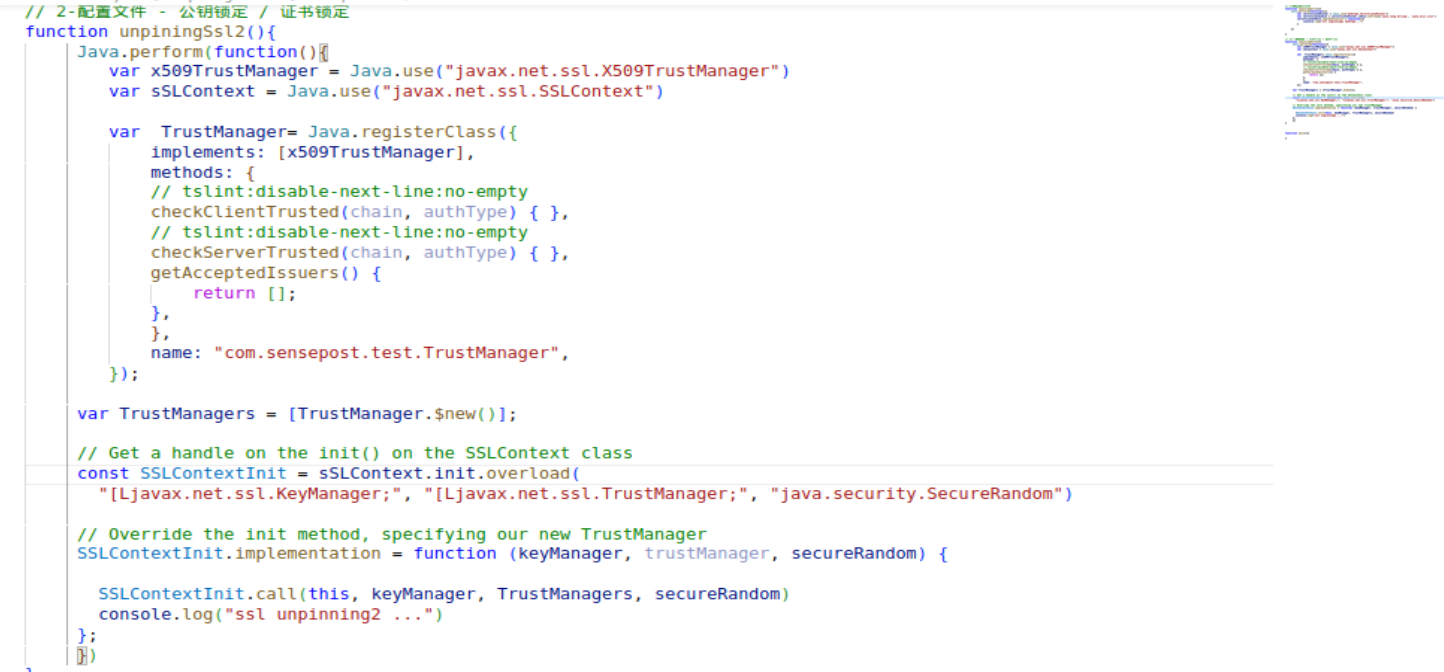 // 2-配置文件 - 公钥锁定 / 证书锁定
function unpiningSsl2(){
Java.perform(function(){
var x509TrustManager = Java.use("javax.net.ssl.X509TrustManager")
var sSLContext = Java.use("javax.net.ssl.SSLContext")
var  TrustManager= Java.registerClass({
implements: [x509TrustManager],
methods: {
// tslint:disable-next-line:no-empty
checkClientTrusted(chain, authType) { },
// tslint:disable-next-line:no-empty
checkServerTrusted(chain, authType) { },
getAcceptedIssuers() {
return [];
},
},
name: "com.sensepost.test.TrustManager",
});
var TrustManagers = [TrustManager.$new()];
// Get a handle on the init() on the SSLContext class
const SSLContextInit = sSLContext.init.overload(
"[Ljavax.net.ssl.KeyManager;", "[Ljavax.net.ssl.TrustManager;", "java.security.SecureRandom")
// Override the init method, specifying our new TrustManager
SSLContextInit.implementation = function (keyManager, trustManager, secureRandom) {
SSLContextInit.call(this, keyManager, TrustManagers, secureRandom)
console.log("ssl unpinning2 ...")
};
})